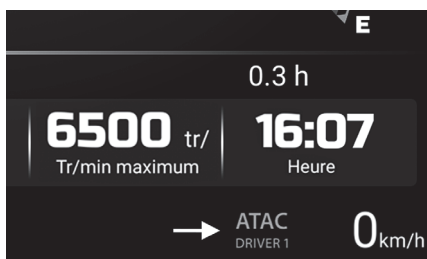 E
0.3 h
6500 tr/
Tr/min maximum
16:07
Heure
ATAC
DRIVER 1
0km/h